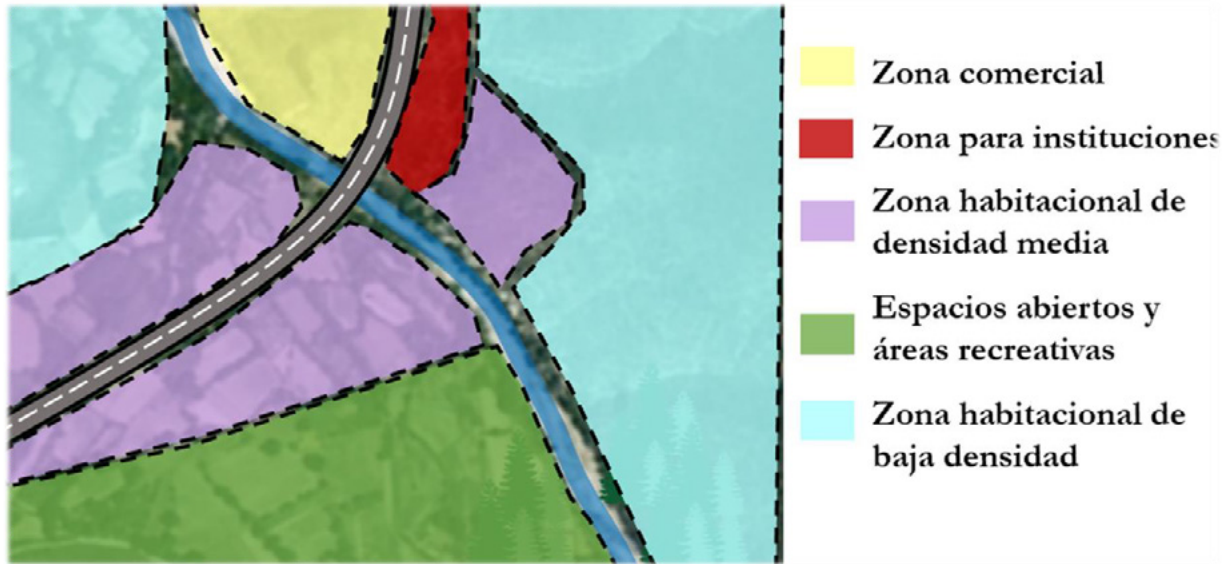 Zona comercial
Zona para instituciones
Zona habitacional de
densidad media
Espacios abiertos y
áreas recreativas
Zona habitacional de
baja densidad